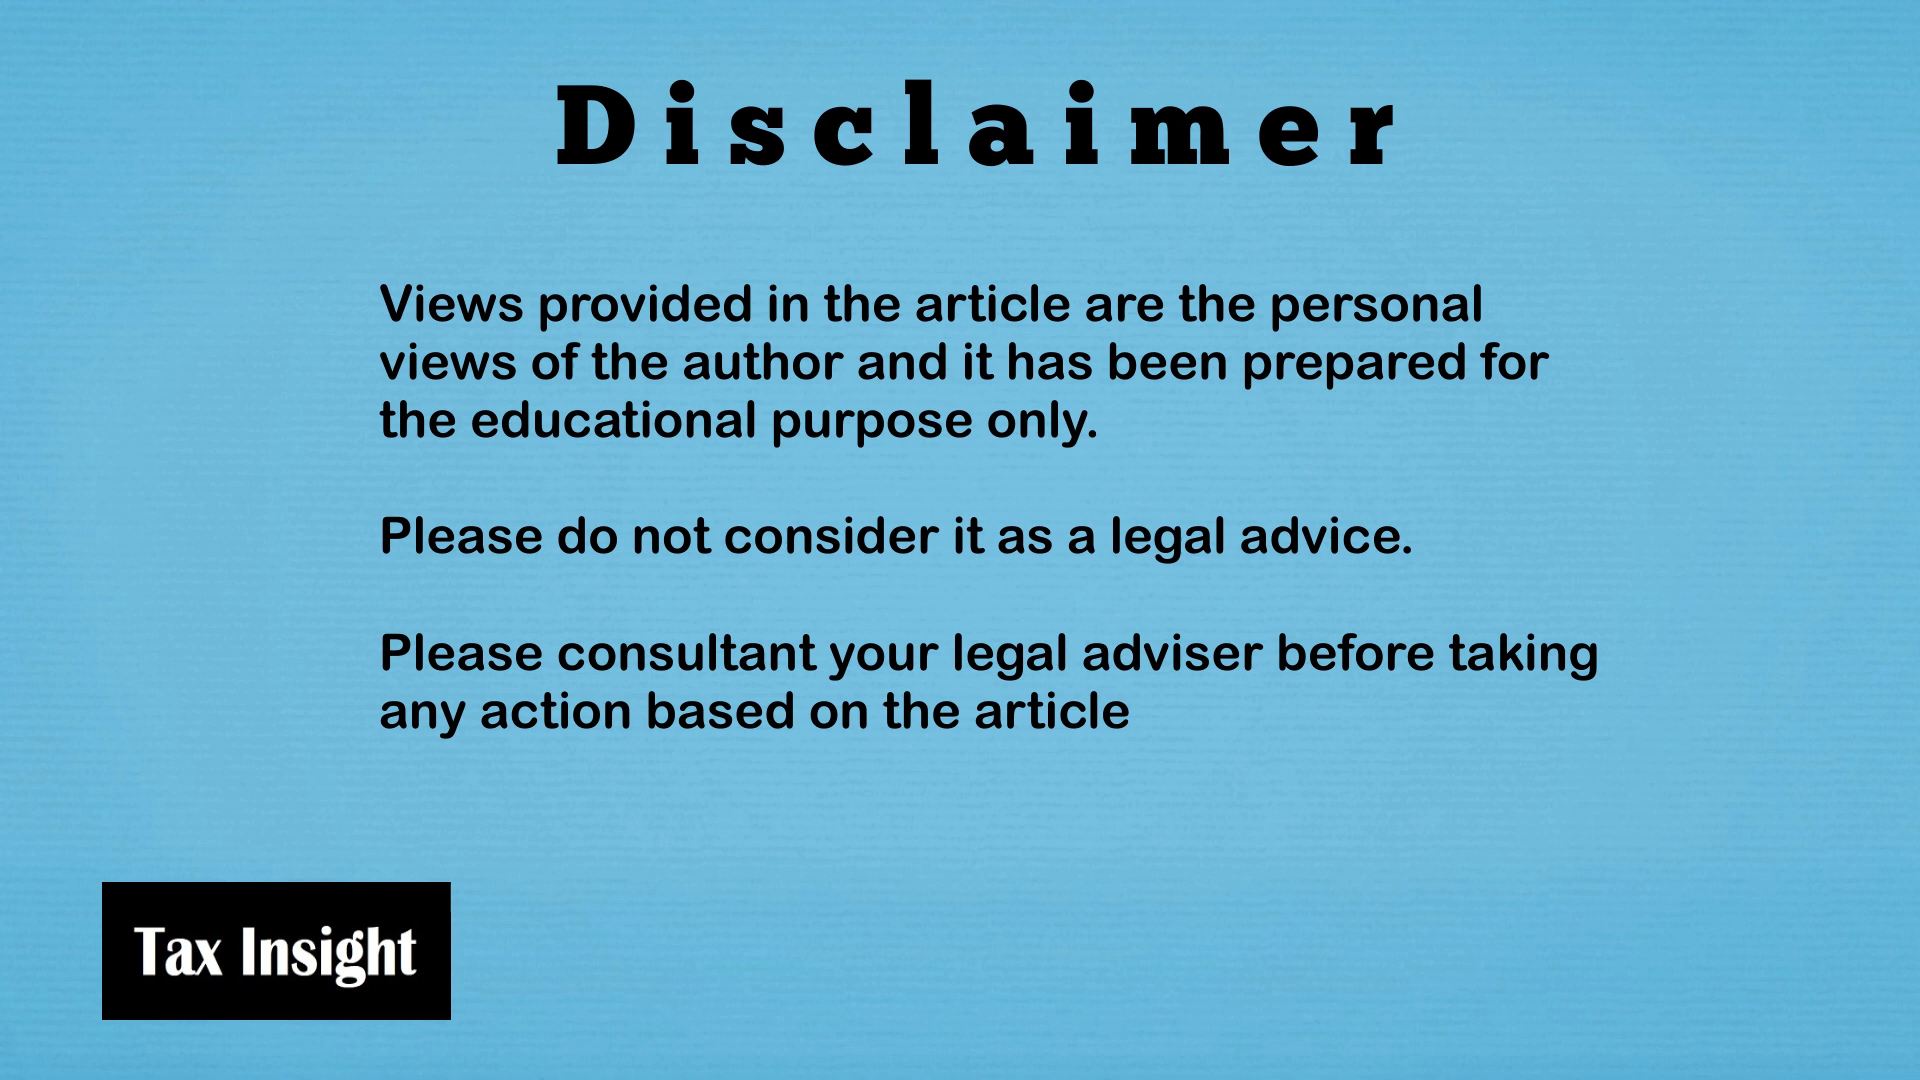 Disclaimer
Views provided in the article are the personal
views of the author and it has been prepared for
the educational purpose only.
Please do not consider it as a legal advice.
Please consultant your legal adviser before taking
any action based on the article
Tax Insight